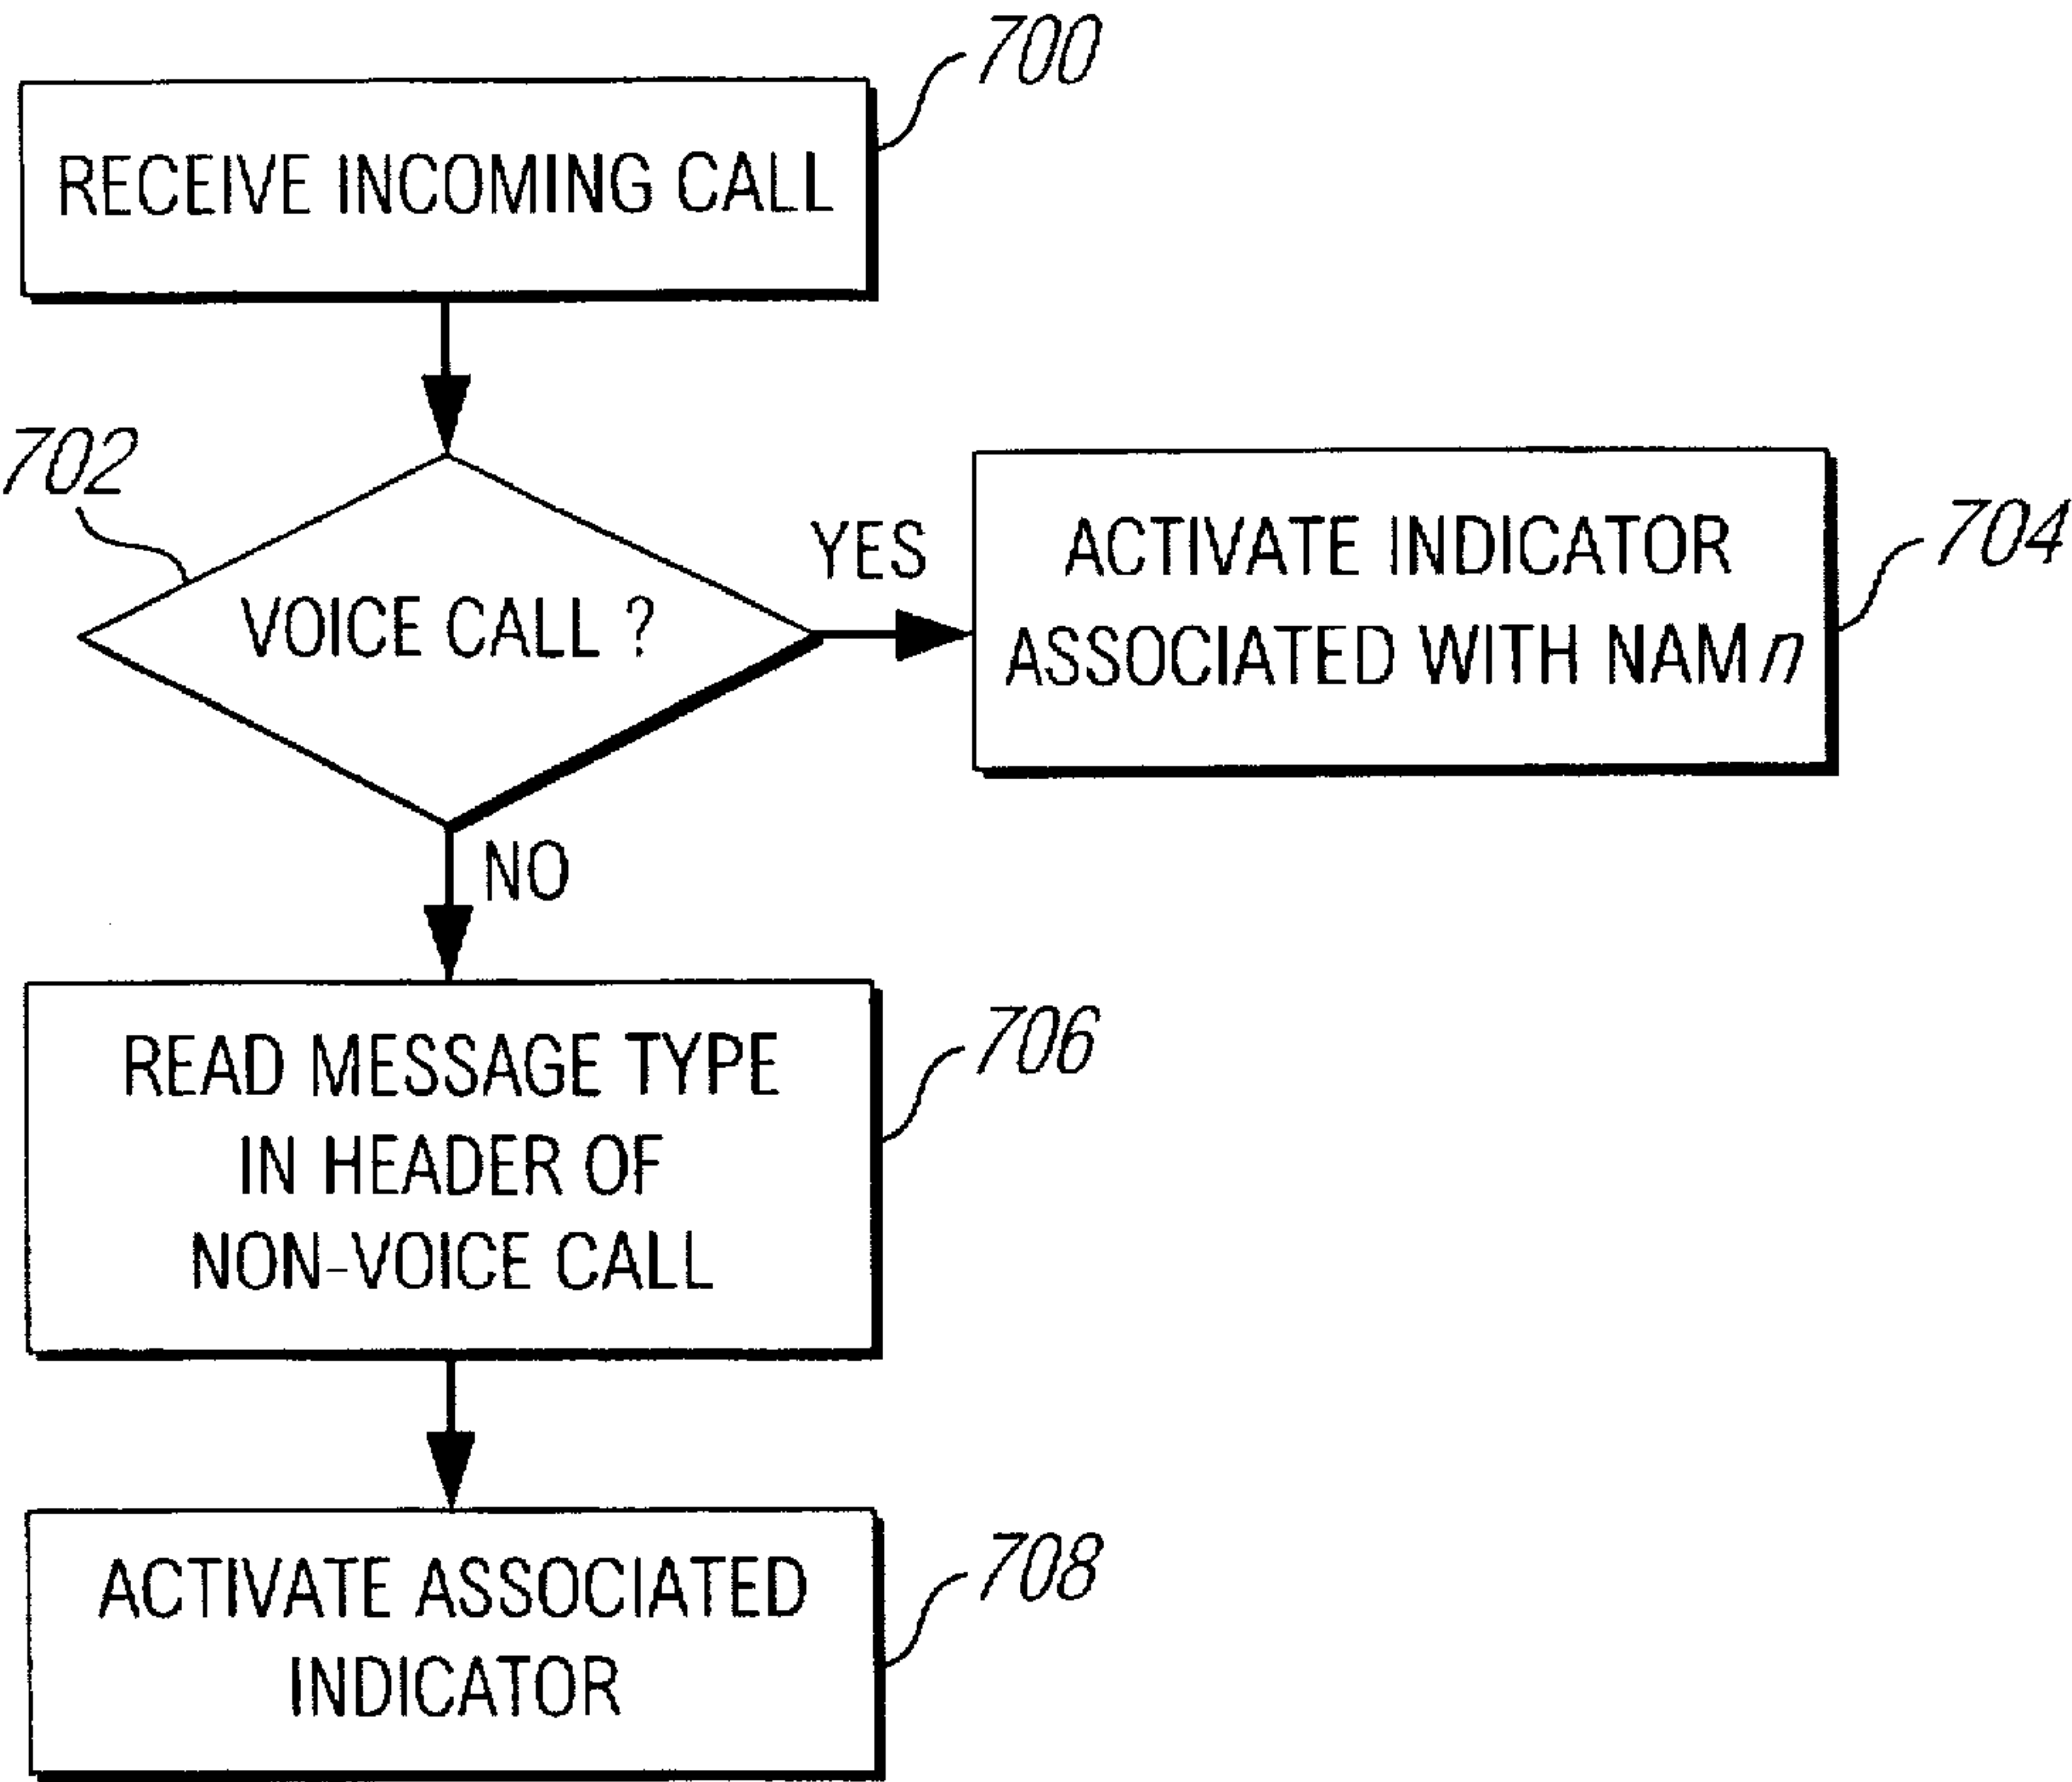 700
RECEIVE INCOMING CALL
702
VOICE CALL ?
YES
ACTIVATE INDICATOR
ASSOCIATED WITH NAM n
704
NO
READ MESSAGE TYPE
IN HEADER OF
NON-VOICE CALL
706
ACTIVATE ASSOCIATED
INDICATOR
708